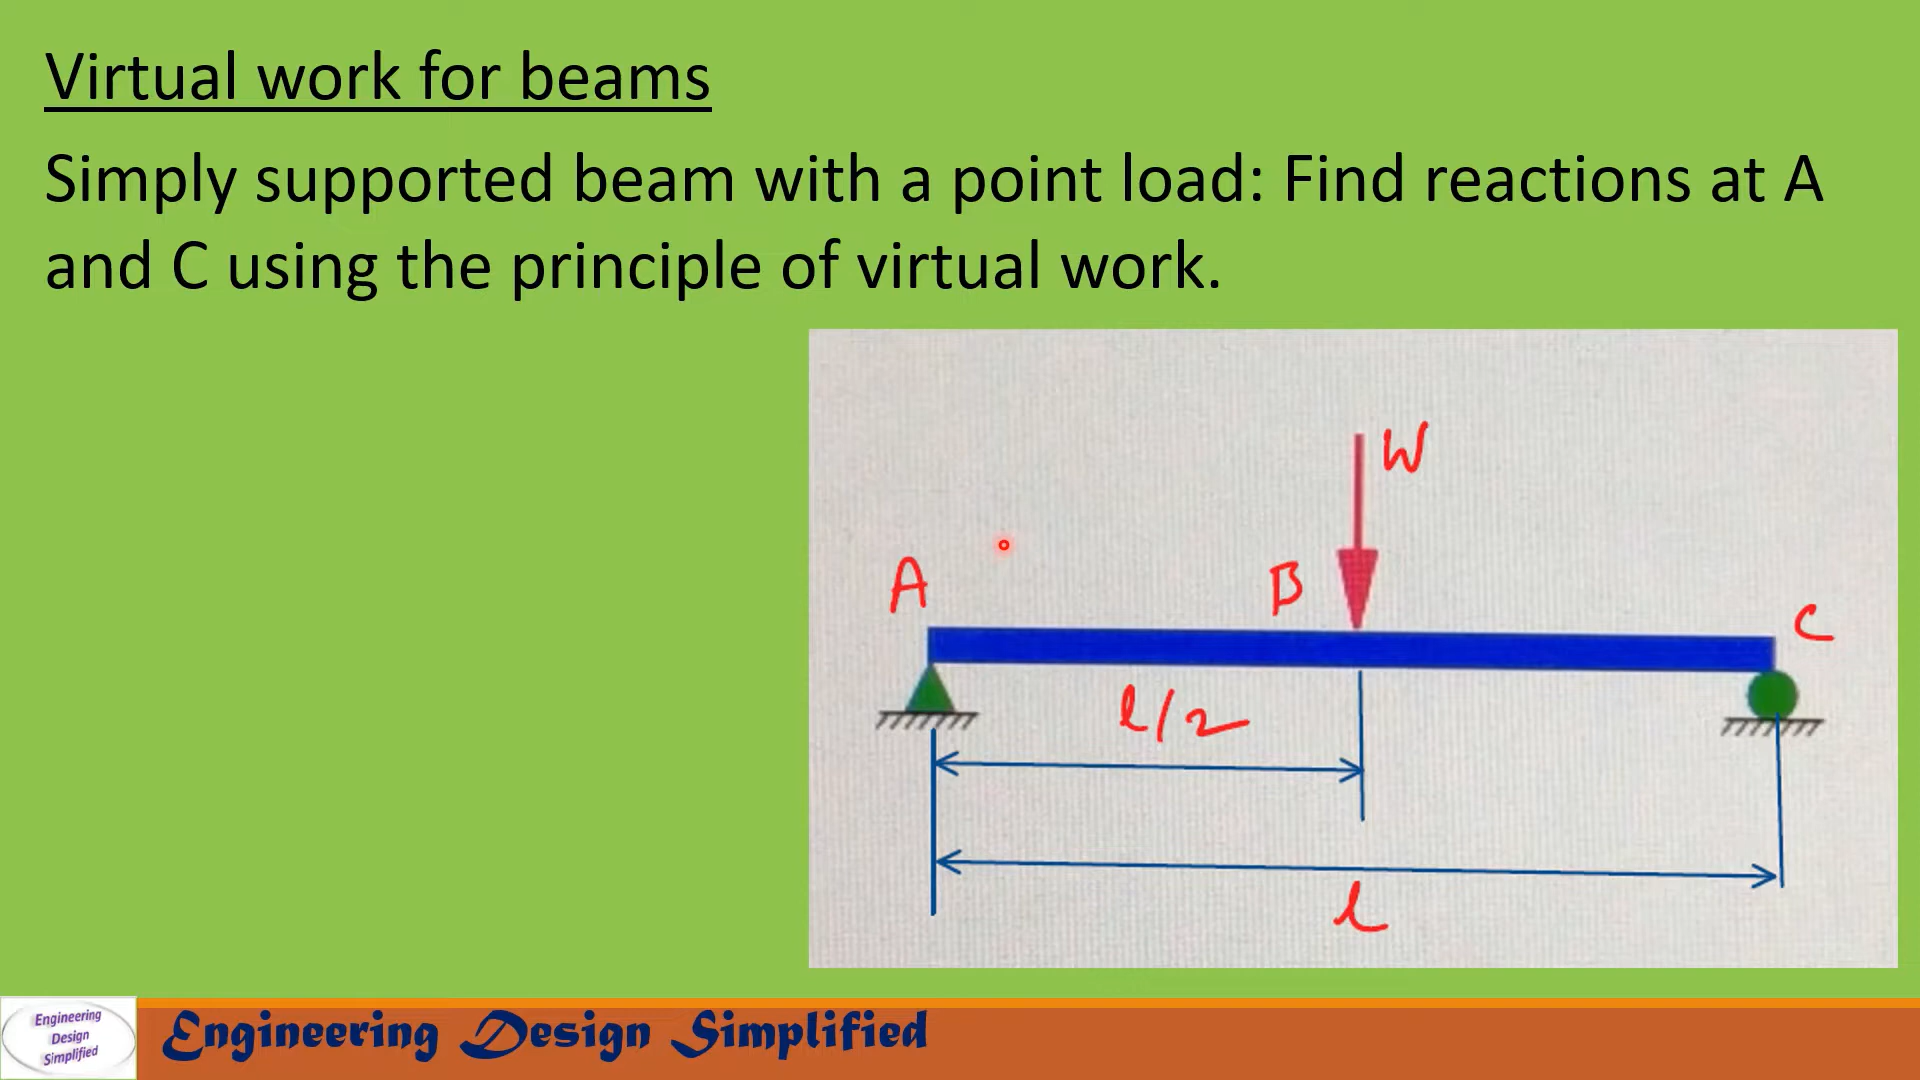 Virtual work for beams
Simply supported beam with a point load: Find reactions at A
and C using the principle of virtual work.
W
A
B
C
l/2
l
Engineering
Design
Simplified
Engineering Design Simplified